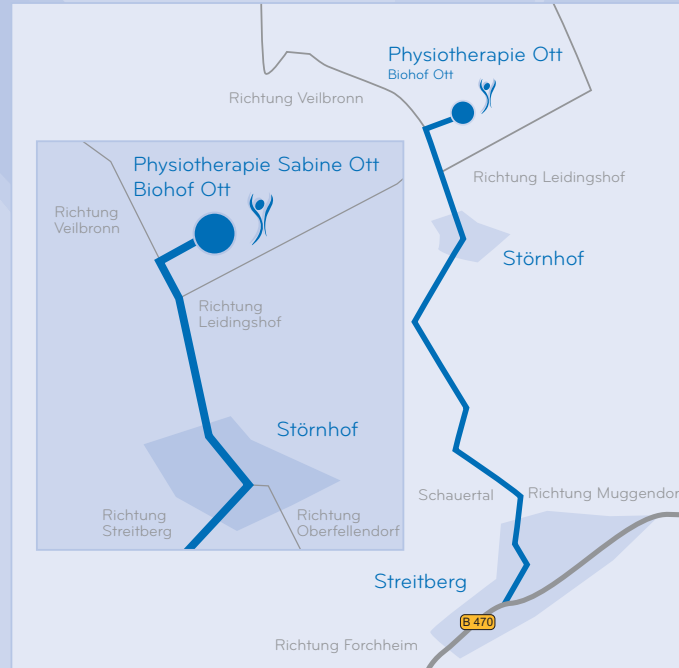 Physiotherapie Ott
Biohof Ott
Richtung Veilbronn
Richtung Leidingshof
Störnhof
Physiotherapie Sabine Ott
Biohof Ott
Richtung
Veilbronn
Richtung
Leidingshof
Störnhof
Richtung
Streitberg
Richtung
Oberfellendorf
Schauertal
Richtung Muggendor
Streitberg
B 470
Richtung Forchheim